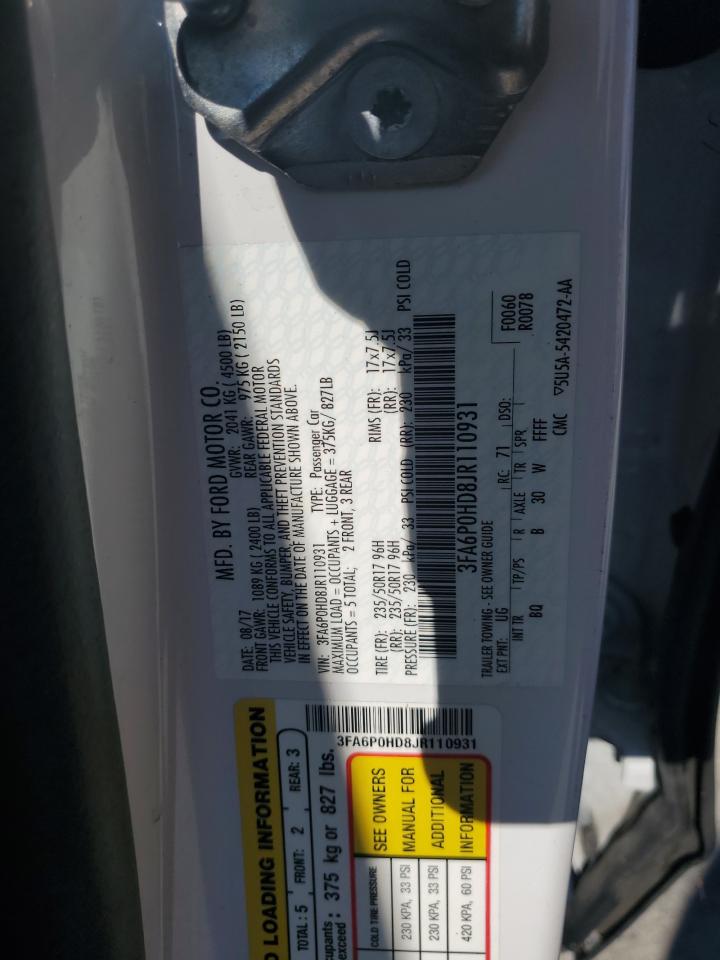 MFD. BY FORD MOTOR CO.
DATE: 08/17 GVWR: 2041 KG ( 4500 LB)
FRONT GAWR: 1089 KG ( 2400 LB) REAR GAWR: 975 KG ( 2150 LB)
THIS VEHICLE CONFORMS TO ALL APPLICABLE FEDERAL MOTOR
VEHICLE SAFETY, BUMPER, AND THEFT PREVENTION STANDARDS
IN EFFECT ON THE DATE OF MANUFACTURE SHOWN ABOVE.
VIN: 3FA6P0HD8JR110931 TYPE: Passenger Car
MAXIMUM LOAD = OCCUPANTS + LUGGAGE = 375KG/ 827LB
OCCUPANTS = 5 TOTAL; 2 FRONT, 3 REAR
TIRE (FR): 235/50R17 96H RIMS (FR): 17x7.5J
(RR): 235/50R17 96H (RR): 17x7.5J
PRESSURE (FR): 230 kPa/ 33 PSI COLD (RR): 230 kPa/ 33 PSI COLD
3FA6P0HD8JR110931
TRAILER TOWING - SEE OWNER GUIDE
F0060
R0078
EXT PNT: UG RC: 71 DSO:
INT TR TP/PS R AXLE TR SPR
BQ B 30 W FFFF
CMC ▽5U5A-5420472-AA
3FA6P0HD8JR110931
LOADING INFORMATION
TOTAL: 5 FRONT: 2 REAR: 3
375 kg or 827 lbs.
COLD TIRE PRESSURE SEE OWNERS
230 KPA, 33 PSI MANUAL FOR
230 KPA, 33 PSI ADDITIONAL
420 KPA, 60 PSI INFORMATION